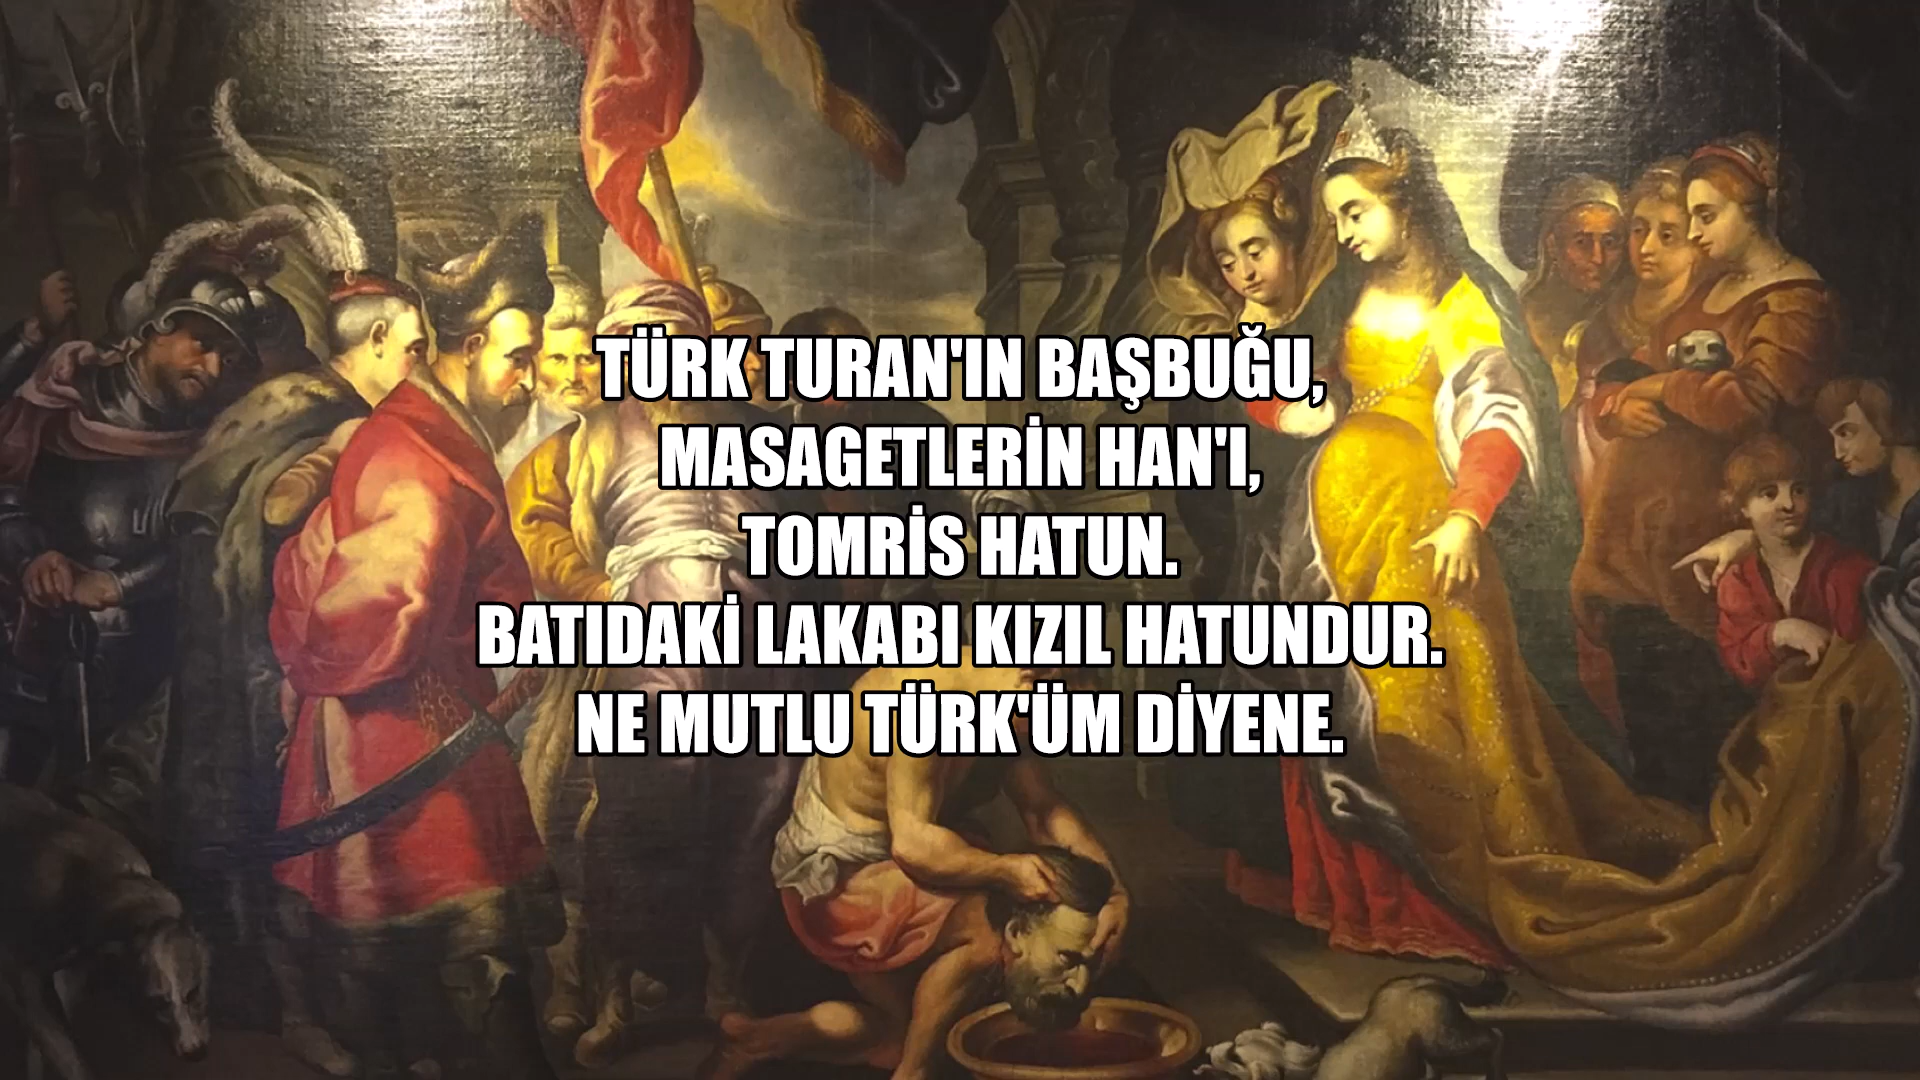 TÜRK TURAN'IN BAŞBUĞU,
MASAGETLERİN HAN'I,
TOMRİS HATUN.
BATIDAKİ LAKABI KIZIL HATUNDUR.
NE MUTLU TÜRK'ÜM DİYENE.